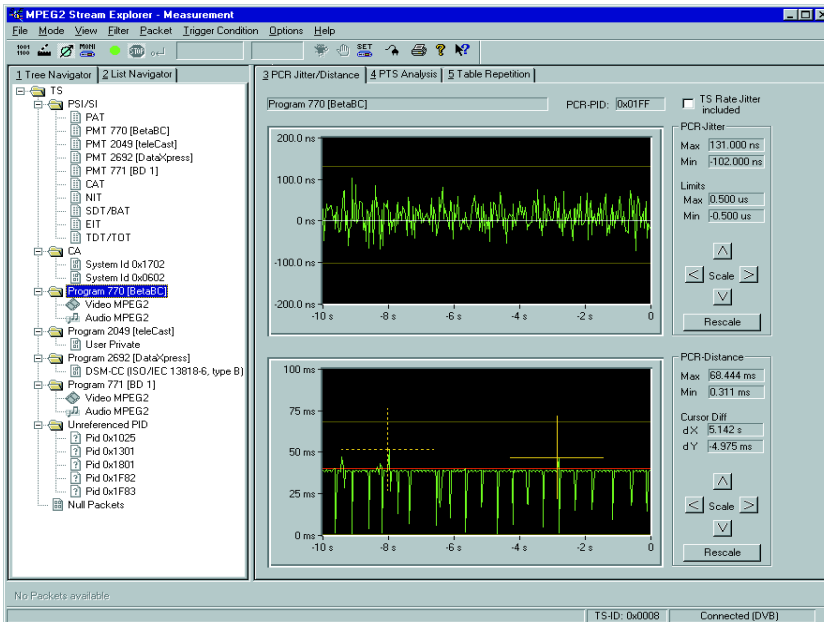 MPEG2 Stream Explorer - Measurement
File Mode View Filter Packet Trigger Condition Options Help
1001 1100 MONI STOP SET
1 Tree Navigator 2 List Navigator
TS
PSI/SI
PAT
PMT 770 [BetaBC]
PMT 2049 [teleCast]
PMT 2692 [DataXpress]
PMT 771 [BD 1]
CAT
NIT
SDT/BAT
EIT
TDT/TOT
CA
System Id 0x1702
System Id 0x0602
Program 770 [BetaBC]
Video MPEG2
Audio MPEG2
Program 2049 [teleCast]
User Private
Program 2692 [DataXpress]
DSM-CC (ISO/IEC 13818-6, type B)
Program 771 [BD 1]
Video MPEG2
Audio MPEG2
Unreferenced PID
Pid 0x1025
Pid 0x1301
Pid 0x1801
Pid 0x1F82
Pid 0x1F83
Null Packets
3 PCR Jitter/Distance 4 PTS Analysis 5 Table Repetition
Program 770 [BetaBC] PCR-PID: 0x01FF
TS Rate Jitter
included
200.0 ns
100.0 ns
0.0 ns
-100.0 ns
-200.0 ns
-10 s -8 s -6 s -4 s -2 s 0
PCR-Jitter
Max 131.000 ns
Min -102.000 ns
Limits
Max 0.500 us
Min -0.500 us
Scale
Rescale
100 ms
75 ms
50 ms
25 ms
0 ms
-10 s -8 s -6 s -4 s -2 s 0
PCR-Distance
Max 68.444 ms
Min 0.311 ms
Cursor Diff
dX 5.142 s
dY -4.975 ms
Scale
Rescale
No Packets available
TS-ID: 0x0008 Connected (DVB)